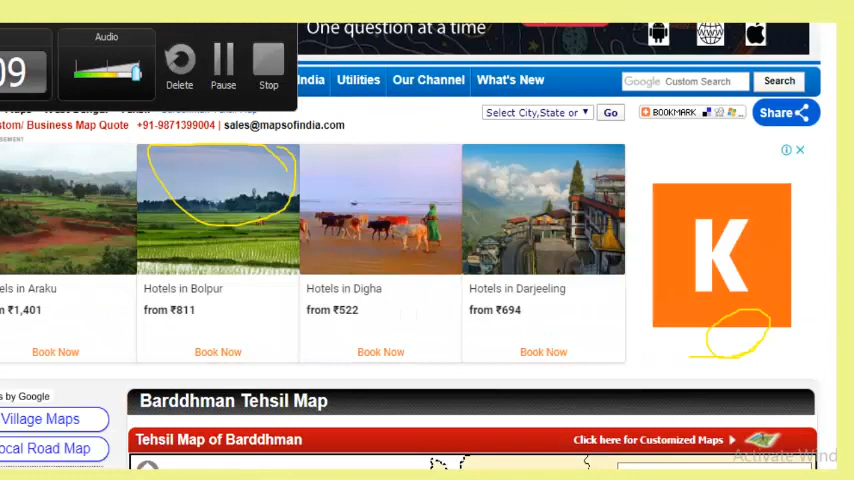 One question at a time
Audio
09
Delete
Pause
Stop
India
Utilities
Our Channel
What's New
Google Custom Search
Search
WWW
Business Map Quote +91-9871399004 | sales@mapsofindia.com
Select City,State or
Go
BOOKMARK
Share
Araku
₹1,401
Book Now
Hotels in Bolpur
from ₹811
Book Now
Hotels in Digha
from ₹522
Book Now
Hotels in Darjeeling
from ₹694
Book Now
K
s by Google
Village Maps
ocal Road Map
Barddhman Tehsil Map
Tehsil Map of Barddhman
Click here for Customized Maps
Activate Wind